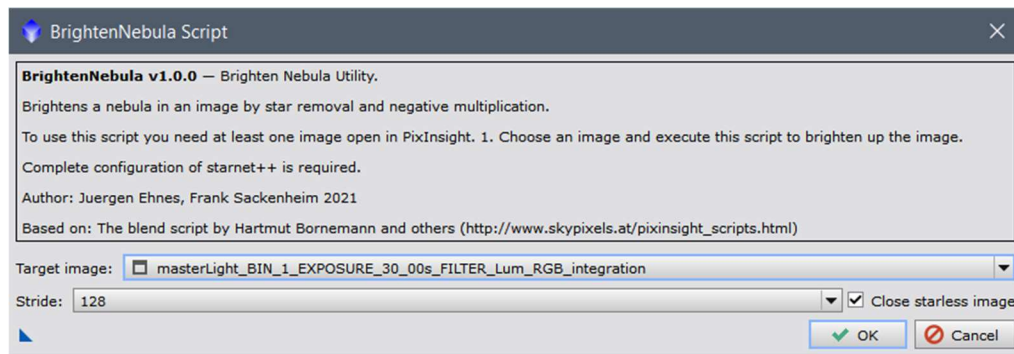 BrightenNebula Script
BrightenNebula v1.0.0 — Brighten Nebula Utility.
Brightens a nebula in an image by star removal and negative multiplication.
To use this script you need at least one image open in PixInsight. 1. Choose an image and execute this script to brighten up the image.
Complete configuration of starnet++ is required.
Author: Juergen Ehnes, Frank Sackenheim 2021
Based on: The blend script by Hartmut Bornemann and others (http://www.skypixels.at/pixinsight_scripts.html)
Target image: masterLight_BIN_1_EXPOSURE_30_00s_FILTER_Lum_RGB_integration
Stride: 128 Close starless image
OK Cancel